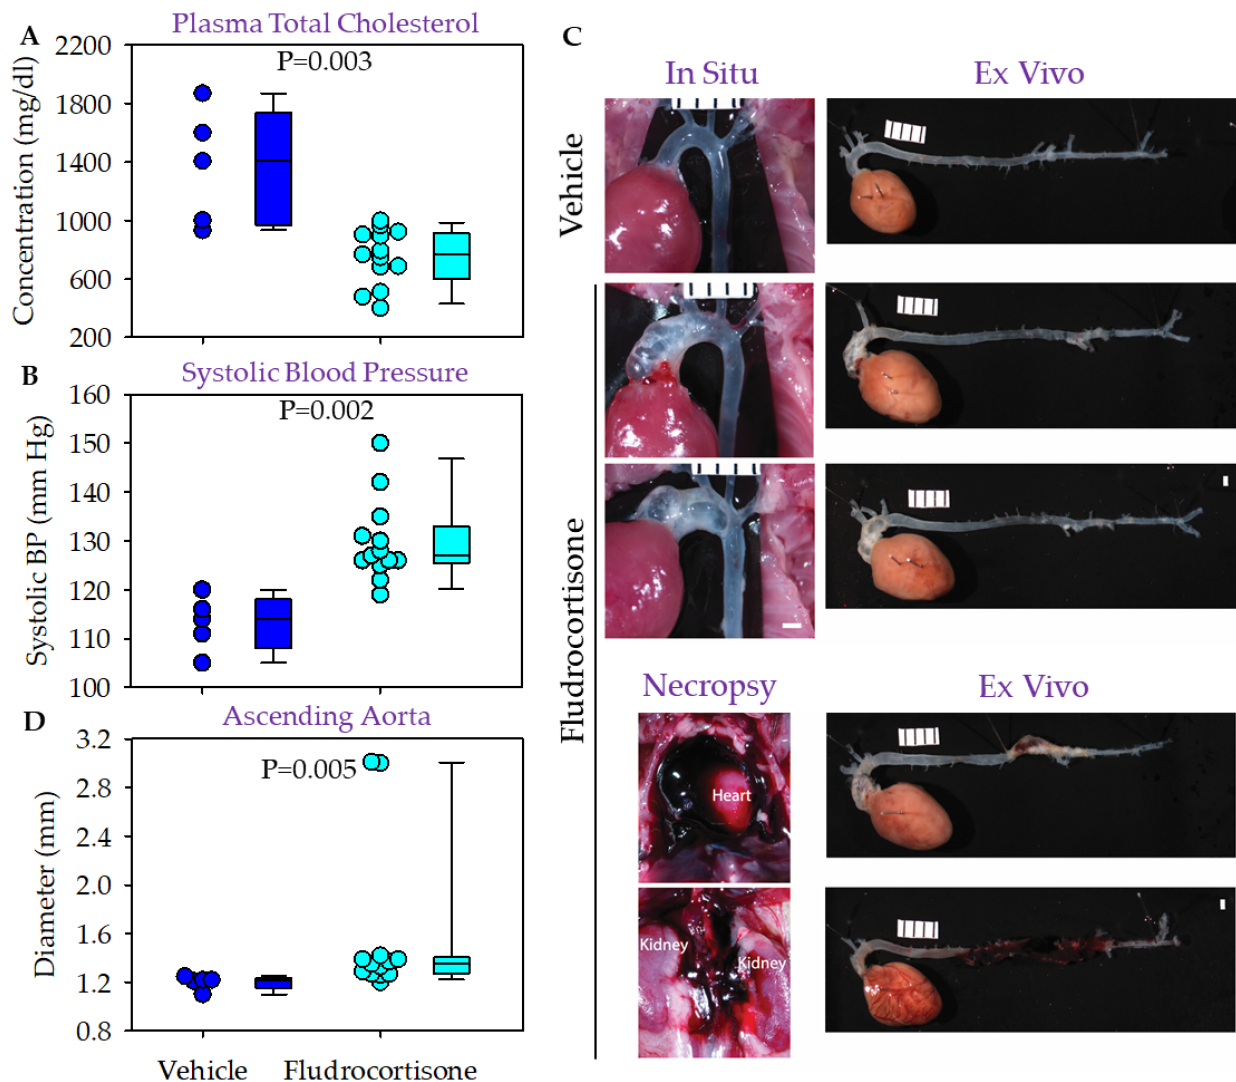 A
Plasma Total Cholesterol
P=0.003
Concentration (mg/dl)
2200
1800
1400
1000
600
200
B
Systolic Blood Pressure
P=0.002
Systolic BP (mm Hg)
160
150
140
130
120
110
100
D
Ascending Aorta
P=0.005
Diameter (mm)
3.2
2.8
2.4
2.0
1.6
1.2
0.8
Vehicle
Fludrocortisone
C
In Situ
Ex Vivo
Vehicle
Fludrocortisone
Necropsy
Ex Vivo
Heart
Kidney
Kidney